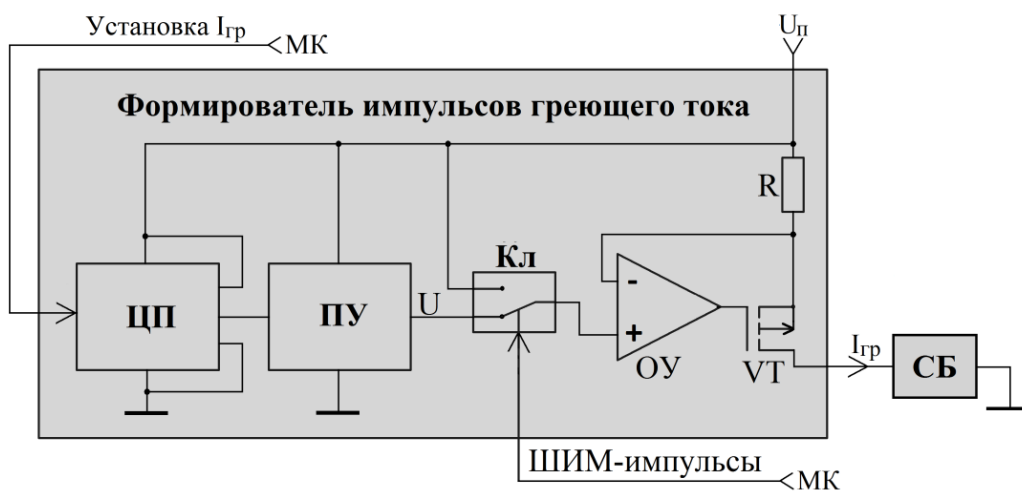 Установка Iгр
МК
Uп
Формирователь импульсов греющего тока
R
Кл
ЦП
ПУ
U
-
+
ОУ
VT
Iгр
СБ
ШИМ-импульсы
МК